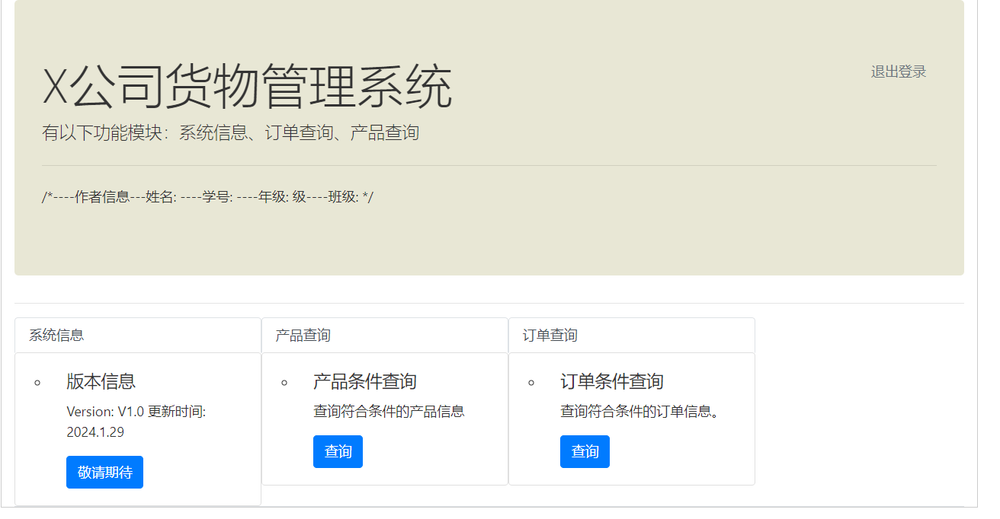 X公司货物管理系统
退出登录
有以下功能模块：系统信息、订单查询、产品查询
/*----作者信息---姓名: ----学号: ----年级: 级----班级: */
系统信息
版本信息
Version: V1.0 更新时间:
2024.1.29
敬请期待
产品查询
产品条件查询
查询符合条件的产品信息
查询
订单查询
订单条件查询
查询符合条件的订单信息。
查询